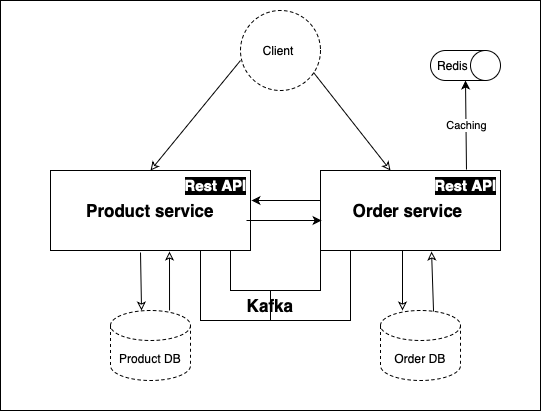 Client
Redis
Caching
Rest API
Product service
Rest API
Order service
Kafka
Product DB
Order DB